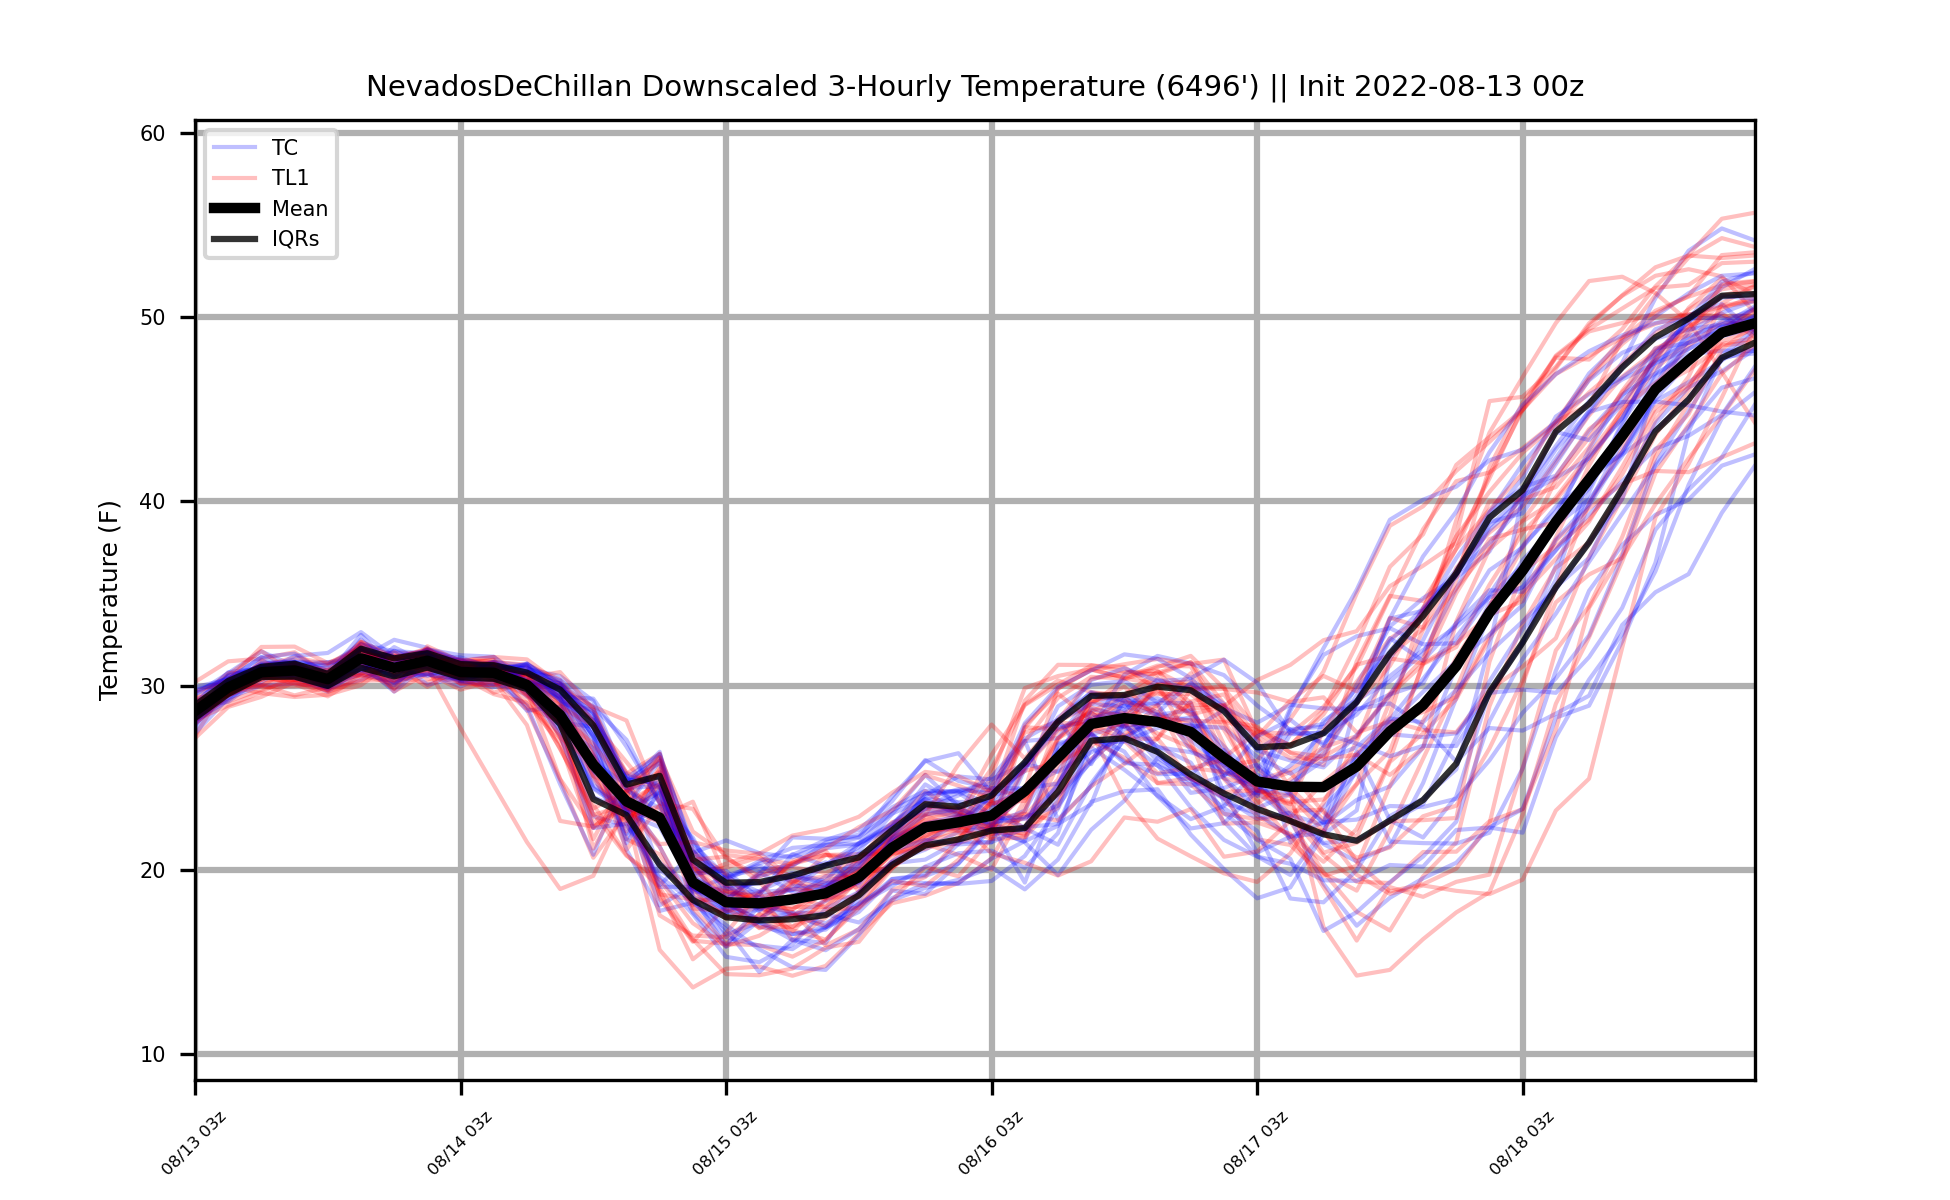 NevadosDeChillan Downscaled 3-Hourly Temperature (6496') || Init 2022-08-13 00z
TC
TL1
Mean
IQRs
Temperature (F)
60
50
40
30
20
10
08/13 03z
08/14 03z
08/15 03z
08/16 03z
08/17 03z
08/18 03z